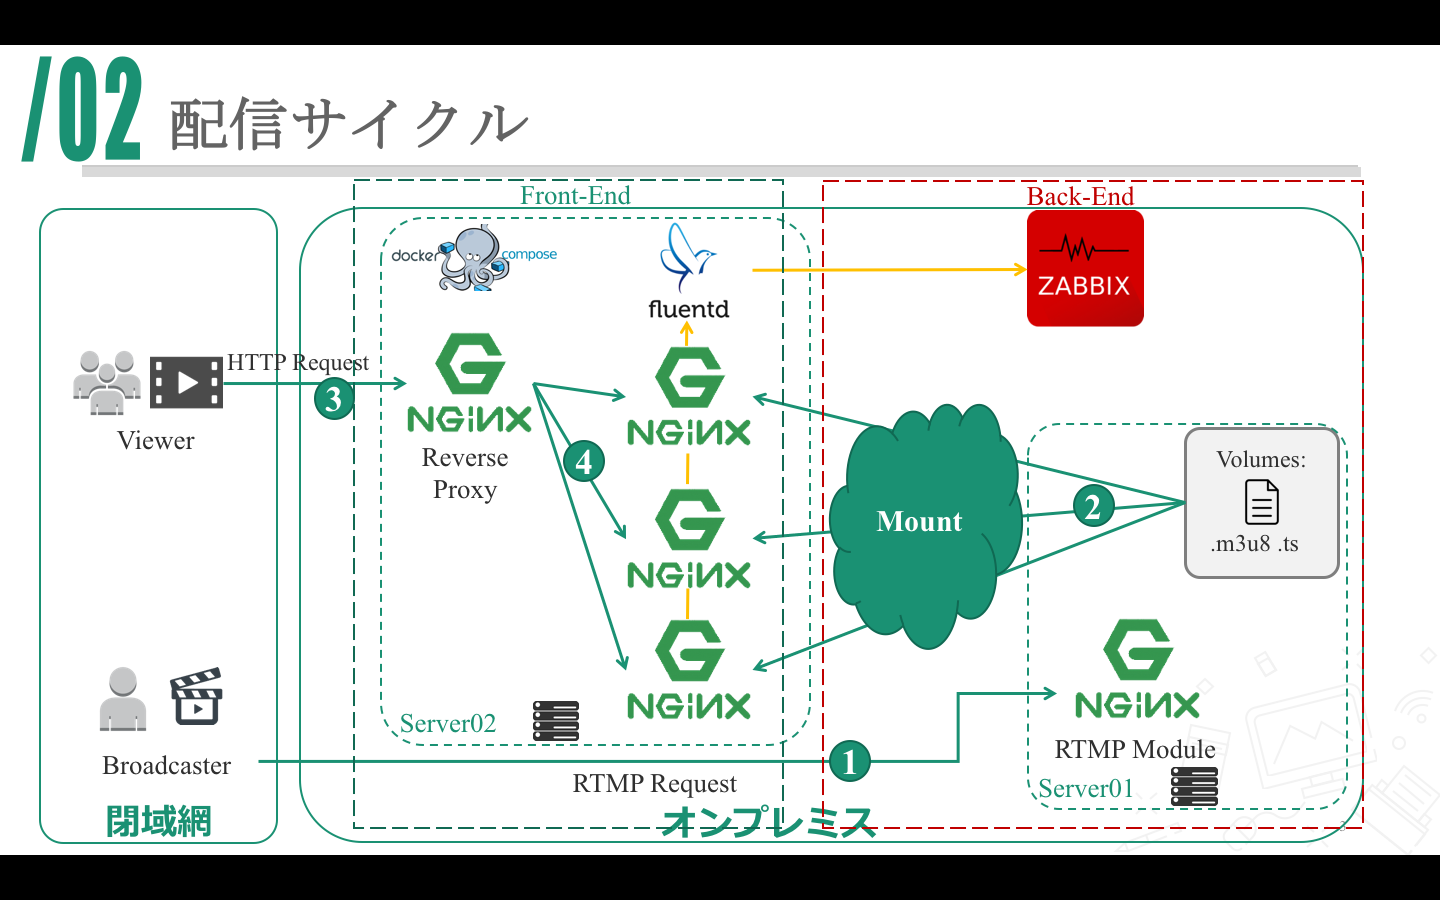 /02 配信サイクル
Front-End
Back-End
docker compose
fluentd
ZABBIX
HTTP Request
3
NGINX
Reverse
Proxy
Viewer
4
NGINX
NGINX
NGINX
Mount
2
Volumes:
.m3u8 .ts
NGINX
RTMP Module
Server01
Server02
Broadcaster
1
RTMP Request
閉域網
オンプレミス
3